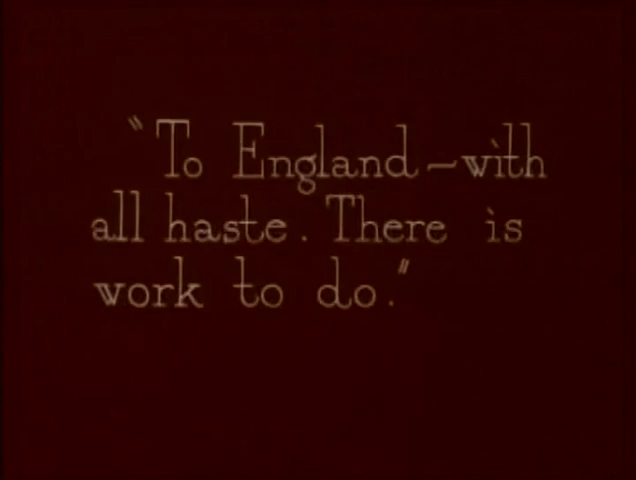 "To England—with
all haste. There is
work to do."